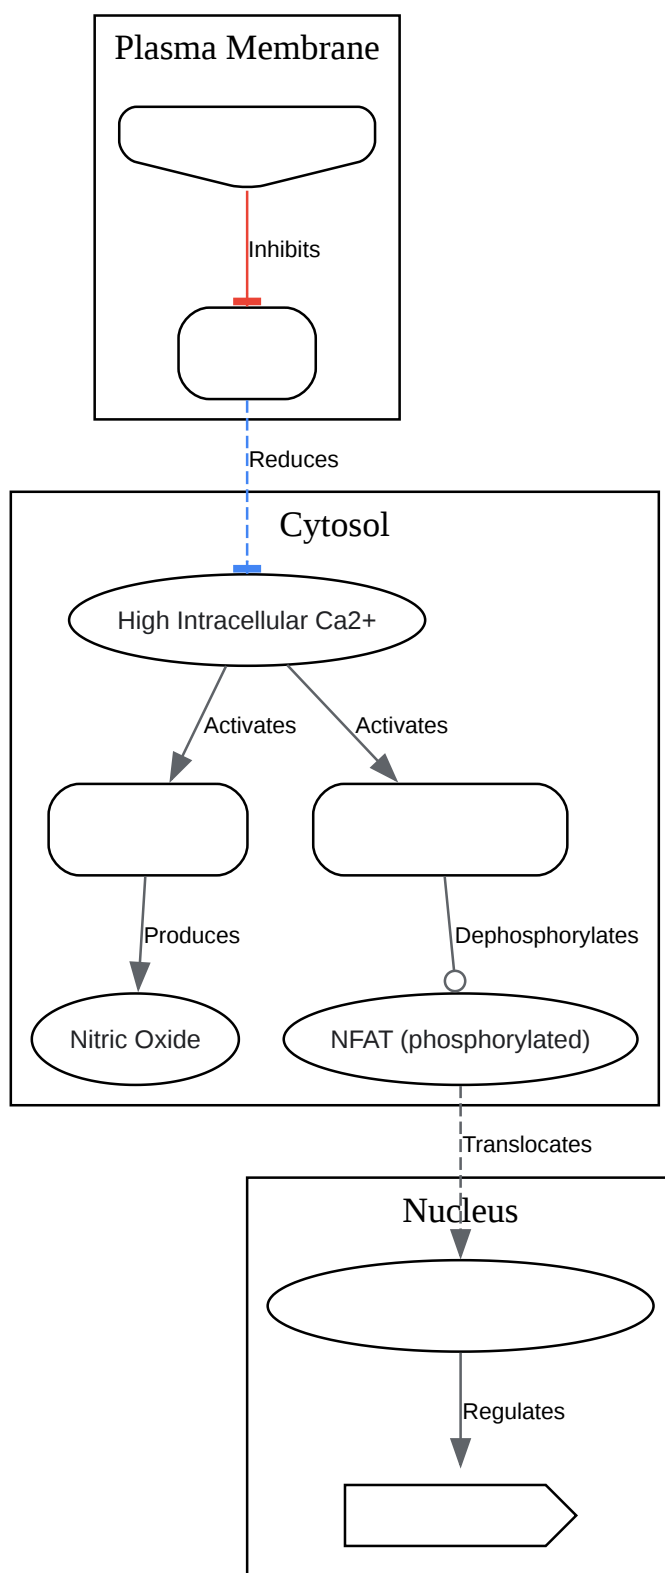 Plasma Membrane
Inhibits
Reduces
Cytosol
High Intracellular Ca2+
Activates
Activates
Produces
Dephosphorylates
Nitric Oxide
NFAT (phosphorylated)
Translocates
Nucleus
Regulates